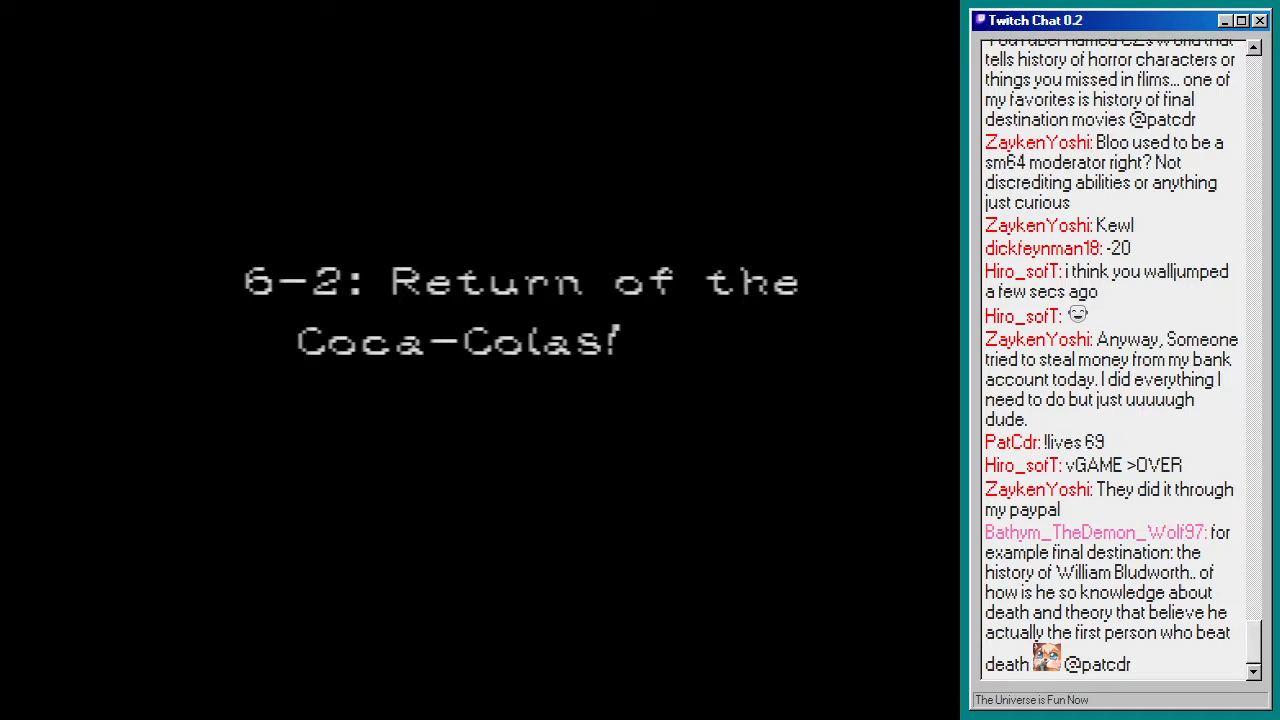 6-2: Return of the
Coca-Colas!
Twitch Chat 0.2
tells history of horror characters or
things you missed in flims... one of
my favorites is history of final
destination movies @patcdr
ZaykenYoshi: Bloo used to be a
sm64 moderator right? Not
discrediting abilities or anything
just curious
ZaykenYoshi: Kewl
dickfeynman18: -20
Hiro_sofT: i think you walljumped
a few secs ago
Hiro_sofT:
ZaykenYoshi: Anyway, Someone
tried to steal money from my bank
account today. I did everything I
need to do but just uuuuugh
dude.
PatCdr: !lives 69
Hiro_sofT: vGAME >OVER
ZaykenYoshi: They did it through
my paypal
Bathym_TheDemon_Wolf97: for
example final destination: the
history of William Bludworth.. of
how is he so knowledge about
death and theory that believe he
actually the first person who beat
death @patcdr
The Universe is Fun Now